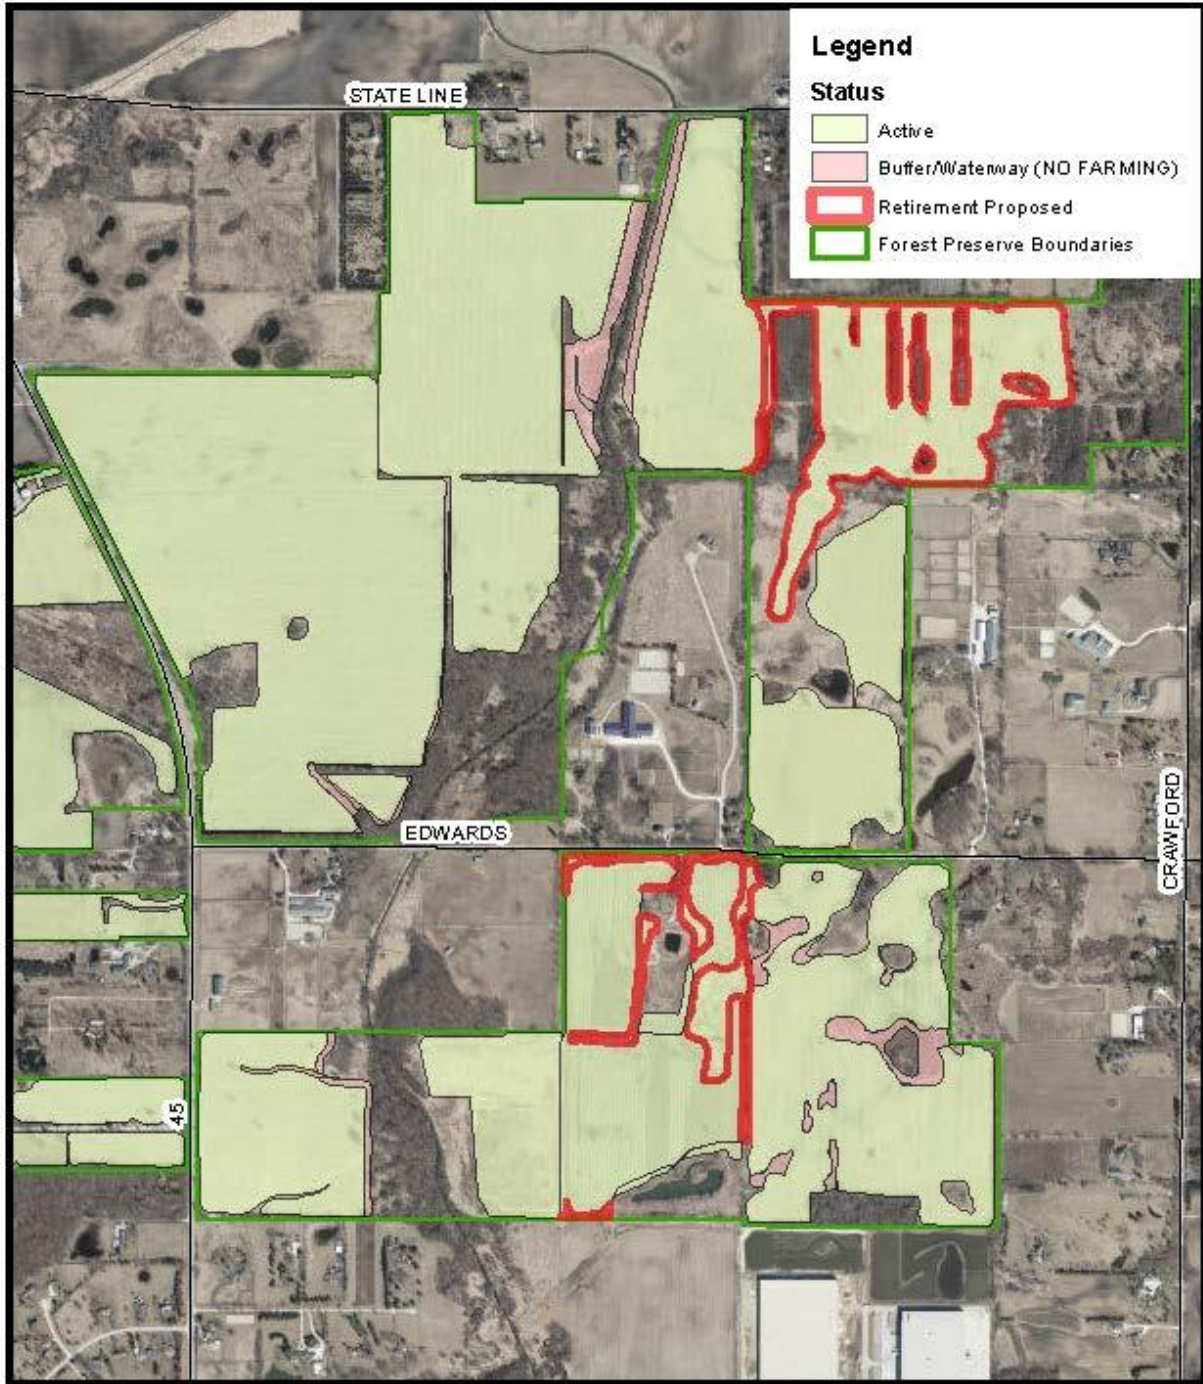 Legend
Status
Active
Buffer/Waterway (NO FARMING)
Retirement Proposed
Forest Preserve Boundaries
STATE LINE
EDWARDS
CRAWFORD
45